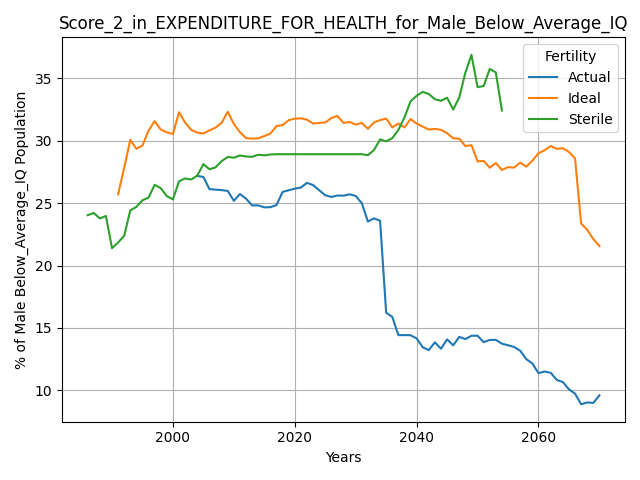 Score_2_in_EXPENDITURE_FOR_HEALTH_for_Male_Below_Average_IQ
% of Male Below_Average_IQ Population
35
30
25
20
15
10
Fertility
Actual
Ideal
Sterile
2000
2020
2040
2060
Years